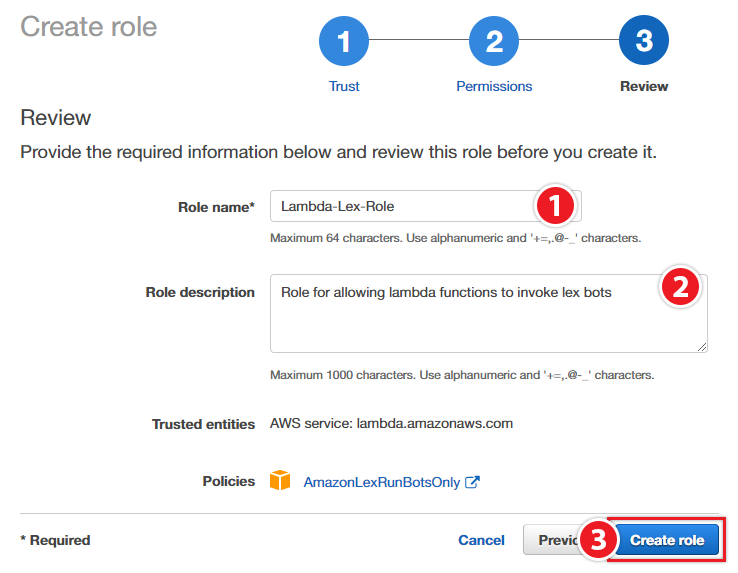 Create role
1 2 3
Trust Permissions Review
Review
Provide the required information below and review this role before you create it.
Role name* Lambda-Lex-Role 1
Maximum 64 characters. Use alphanumeric and '+=,.@-_' characters.
Role description Role for allowing lambda functions to invoke lex bots 2
Maximum 1000 characters. Use alphanumeric and '+=,.@-_' characters.
Trusted entities AWS service: lambda.amazonaws.com
Policies AmazonLexRunBotsOnly
* Required Cancel 3 Create role